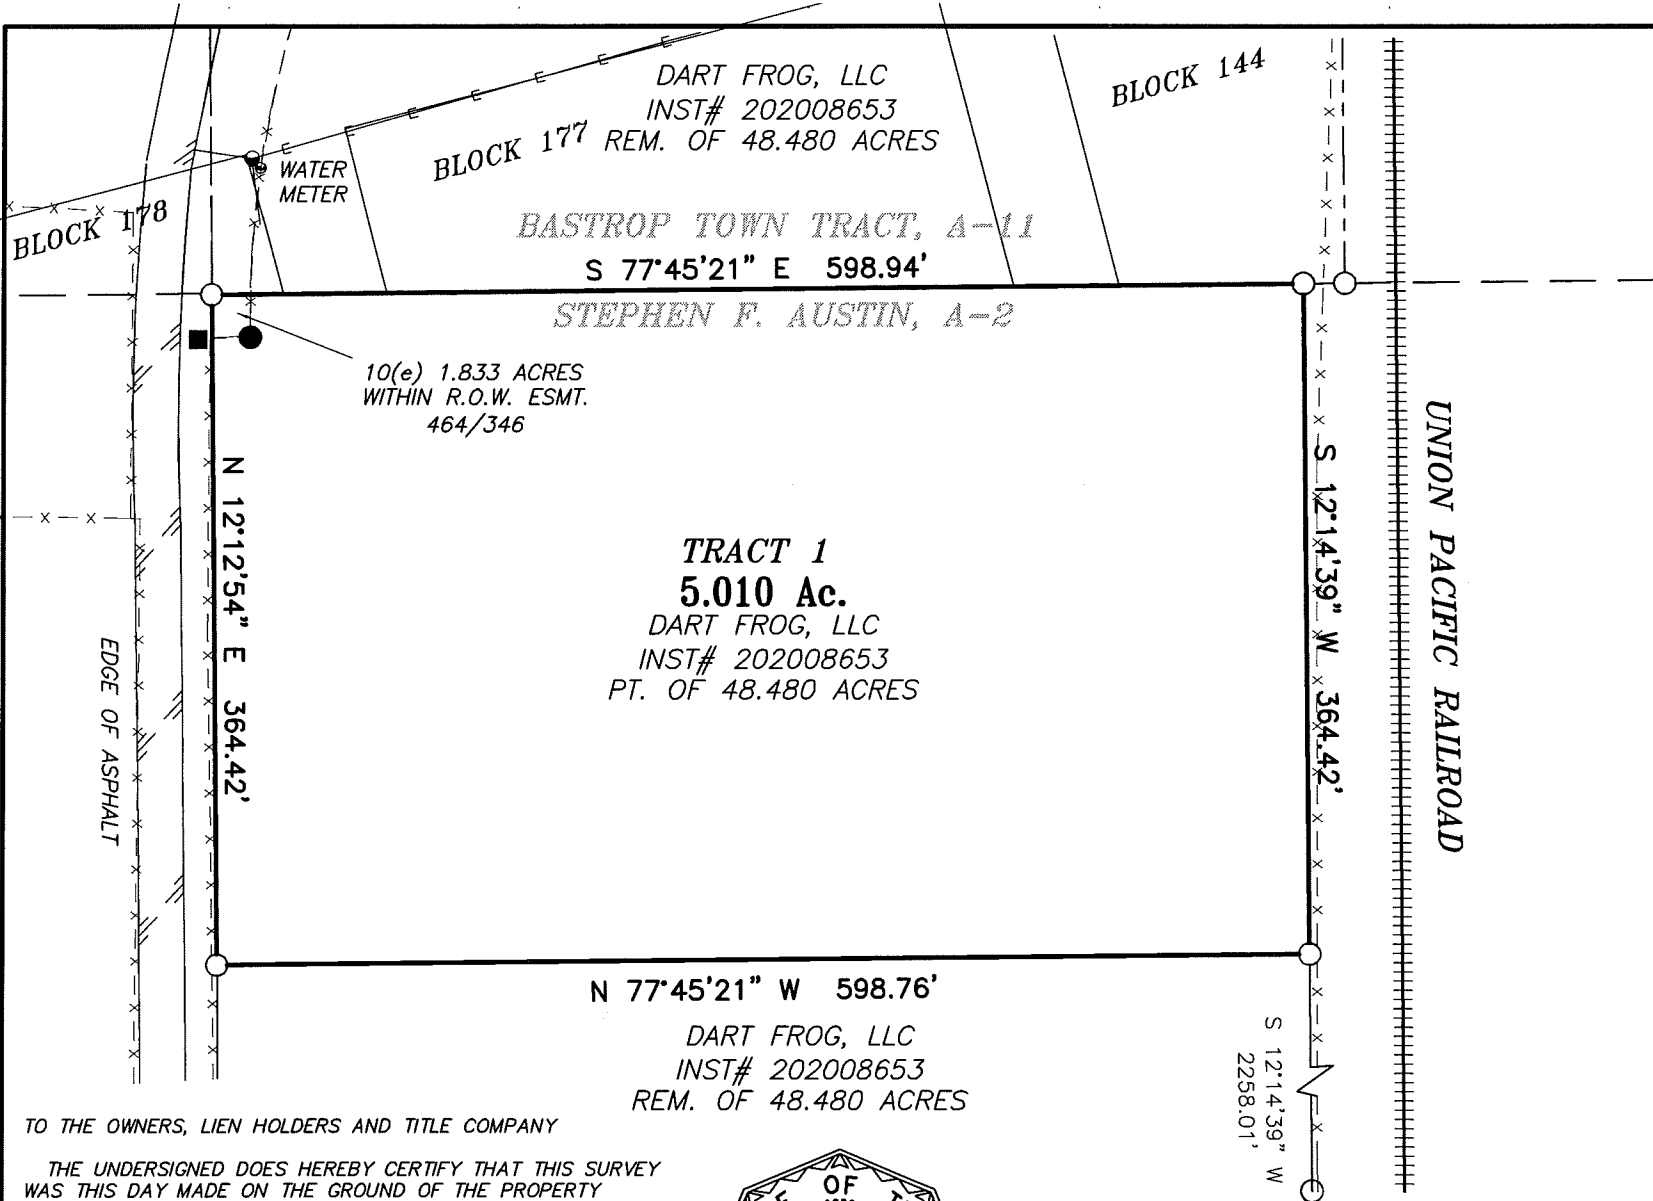 DART FROG, LLC
INST# 202008653
REM. OF 48.480 ACRES
BLOCK 144
BLOCK 177
WATER
METER
BLOCK 178
BASTROP TOWN TRACT, A-11
S 77°45'21" E 598.94'
STEPHEN F. AUSTIN, A-2
10(e) 1.833 ACRES
WITHIN R.O.W. ESMT.
464/346
N 12°12'54" E 364.42'
S 12°14'39" W 364.42'
UNION PACIFIC RAILROAD
EDGE OF ASPHALT
TRACT 1
5.010 Ac.
DART FROG, LLC
INST# 202008653
PT. OF 48.480 ACRES
N 77°45'21" W 598.76'
DART FROG, LLC
INST# 202008653
REM. OF 48.480 ACRES
S 12°14'39" W
2258.01'
TO THE OWNERS, LIEN HOLDERS AND TITLE COMPANY
THE UNDERSIGNED DOES HEREBY CERTIFY THAT THIS SURVEY
WAS THIS DAY MADE ON THE GROUND OF THE PROPERTY
OF